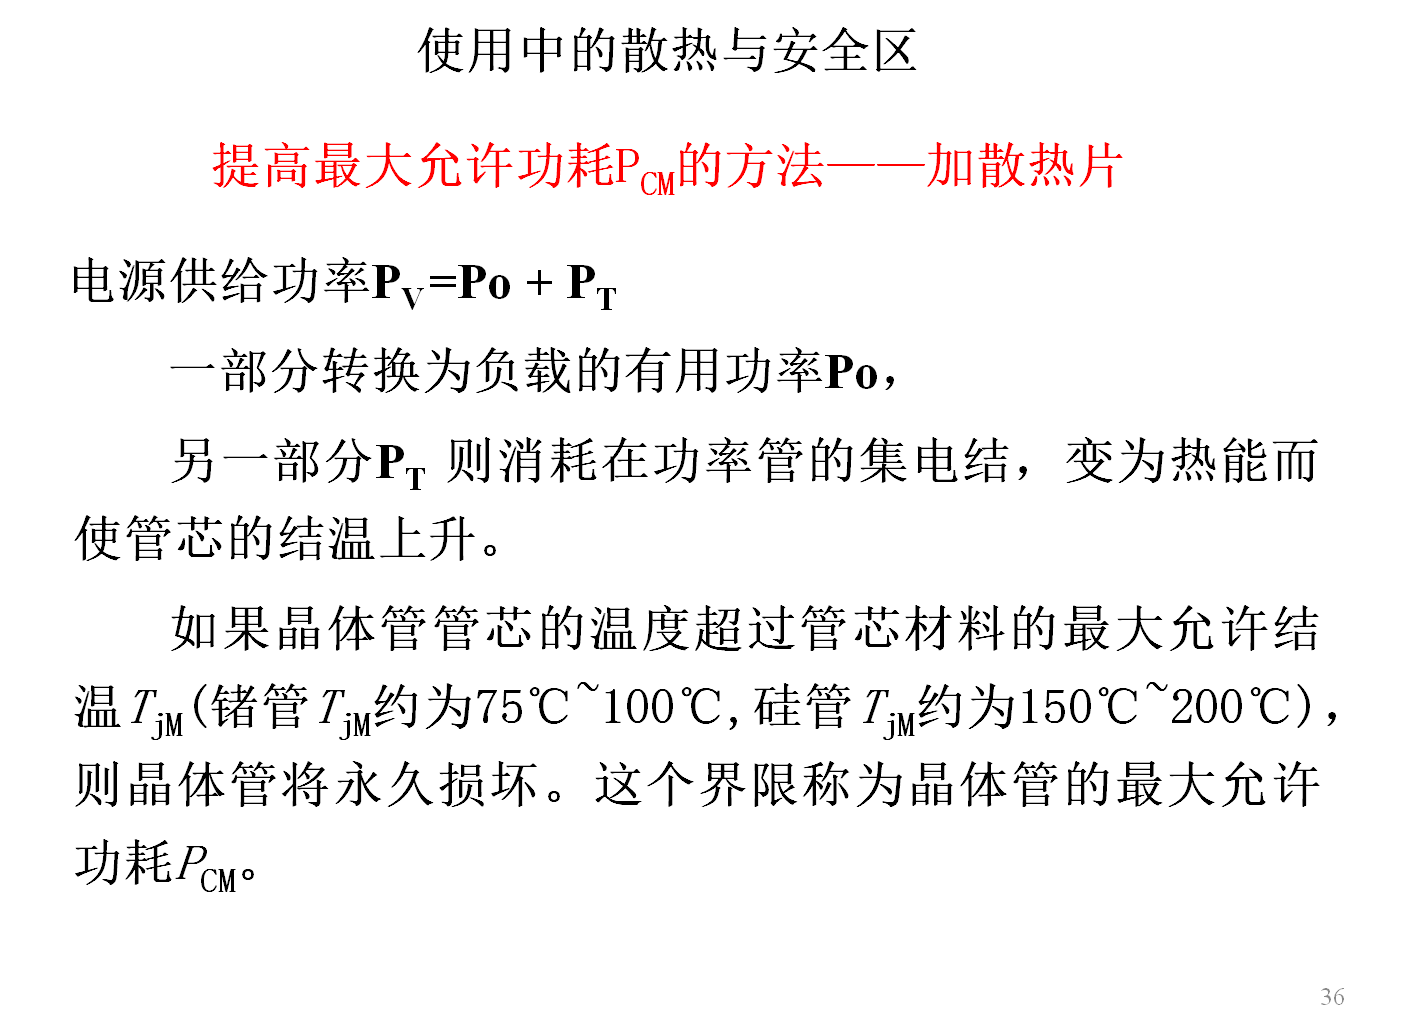 使用中的散热与安全区
提高最大允许功耗PCM的方法——加散热片
电源供给功率PV=Po + PT
一部分转换为负载的有用功率Po,
另一部分PT 则消耗在功率管的集电结，变为热能而
使管芯的结温上升。
如果晶体管管芯的温度超过管芯材料的最大允许结
温TjM(锗管TjM约为75℃~100℃,硅管TjM约为150℃~200℃)，
则晶体管将永久损坏。这个界限称为晶体管的最大允许
功耗PCM。
36